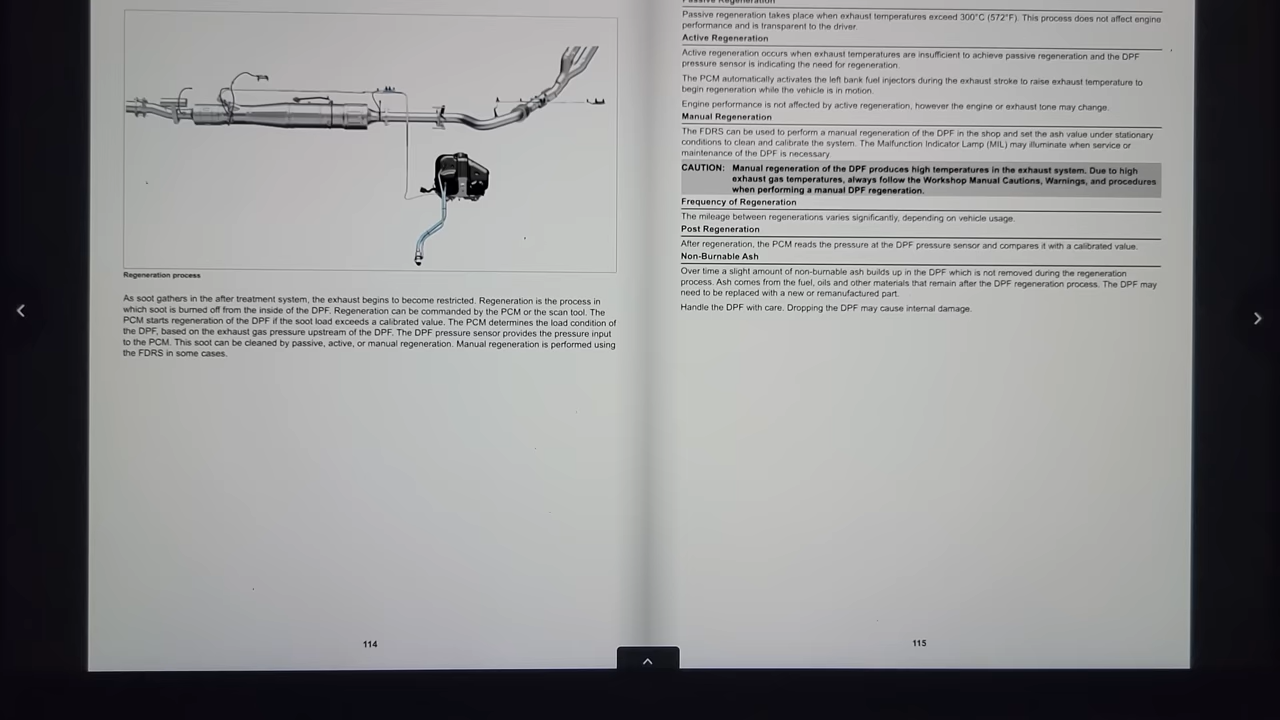 Regeneration process
As soot gathers in the after treatment system, the exhaust begins to become restricted. Regeneration is the process in
which soot is burned off from the inside of the DPF. Regeneration can be commanded by the PCM or the scan tool. The
PCM starts regeneration of the DPF if the soot load exceeds a calibrated value. The PCM determines the load condition of
the DPF, based on the exhaust gas pressure upstream of the DPF. The DPF pressure sensor provides the pressure input
to the PCM. This soot can be cleaned by passive, active, or manual regeneration. Manual regeneration is performed using
the FDRS in some cases.
114
Passive Regeneration
Passive regeneration takes place when exhaust temperatures exceed 300°C (572°F). This process does not affect engine
performance and is transparent to the driver.
Active Regeneration
Active regeneration occurs when exhaust temperatures are insufficient to achieve passive regeneration and the DPF
pressure sensor is indicating the need for regeneration.
The PCM automatically activates the left bank fuel injectors during the exhaust stroke to raise exhaust temperature to
begin regeneration while the vehicle is in motion.
Engine performance is not affected by active regeneration, however the engine or exhaust tone may change.
Manual Regeneration
The FDRS can be used to perform a manual regeneration of the DPF in the shop and set the ash value under stationary
conditions to clean and calibrate the system. The Malfunction Indicator Lamp (MIL) may illuminate when service or
maintenance of the DPF is necessary
CAUTION: Manual regeneration of the DPF produces high temperatures in the exhaust system. Due to high
exhaust gas temperatures, always follow the Workshop Manual Cautions, Warnings, and procedures
when performing a manual DPF regeneration.
Frequency of Regeneration
The mileage between regenerations varies significantly, depending on vehicle usage.
Post Regeneration
After regeneration, the PCM reads the pressure at the DPF pressure sensor and compares it with a calibrated value.
Non-Burnable Ash
Over time a slight amount of non-burnable ash builds up in the DPF which is not removed during the regeneration
process. Ash comes from the fuel, oils and other materials that remain after the DPF regeneration process. The DPF may
need to be replaced with a new or remanufactured part.
Handle the DPF with care. Dropping the DPF may cause internal damage.
115